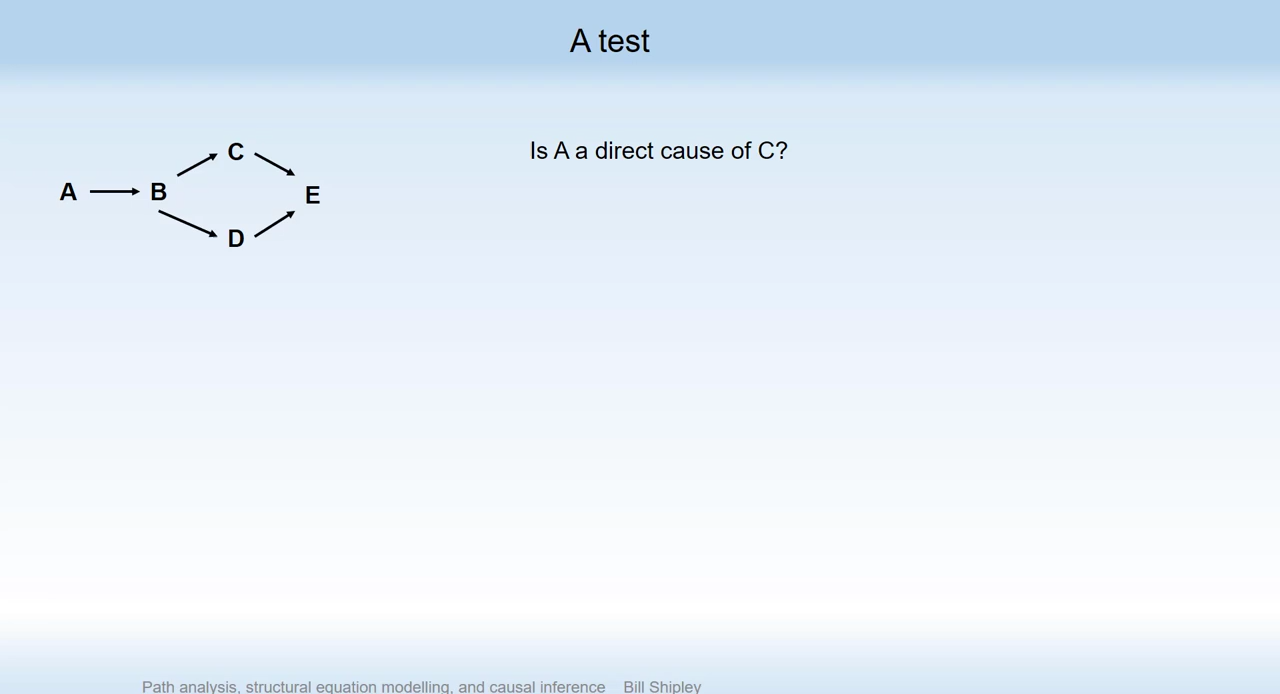 A test
Is A a direct cause of C?
C
A
B
E
D
Path analysis, structural equation modelling, and causal inference Bill Shipley